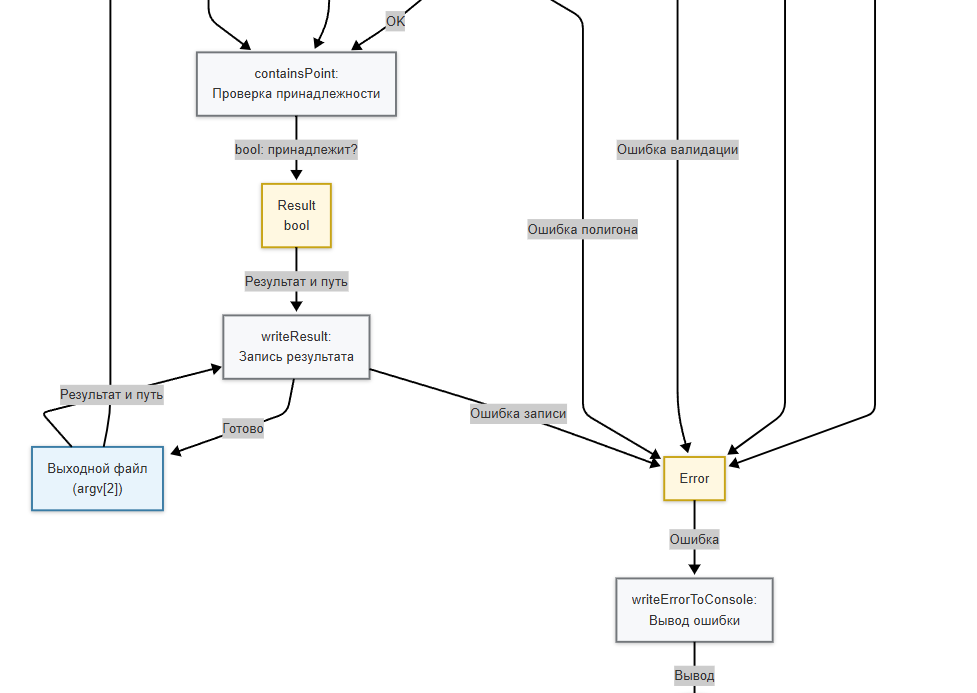 OK
containsPoint:
Проверка принадлежности
bool: принадлежит?
Ошибка валидации
Result
bool
Ошибка полигона
Результат и путь
writeResult:
Запись результата
Результат и путь
Ошибка записи
Готово
Выходной файл
(argv[2])
Error
Ошибка
writeErrorToConsole:
Вывод ошибки
Вывод